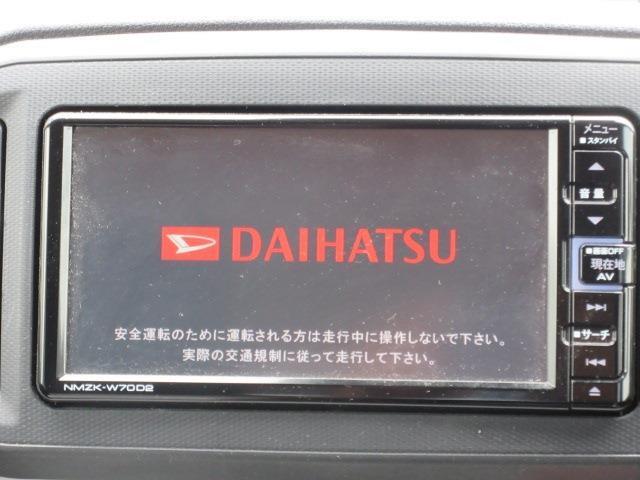 DAIHATSU
安全運転のために運転される方は走行中に操作しないで下さい。
実際の交通規制に従って走行して下さい。
NMZK-W70D2
メニュー
■スタンバイ
音量
■画面OFF
現在地
AV
■サーチ